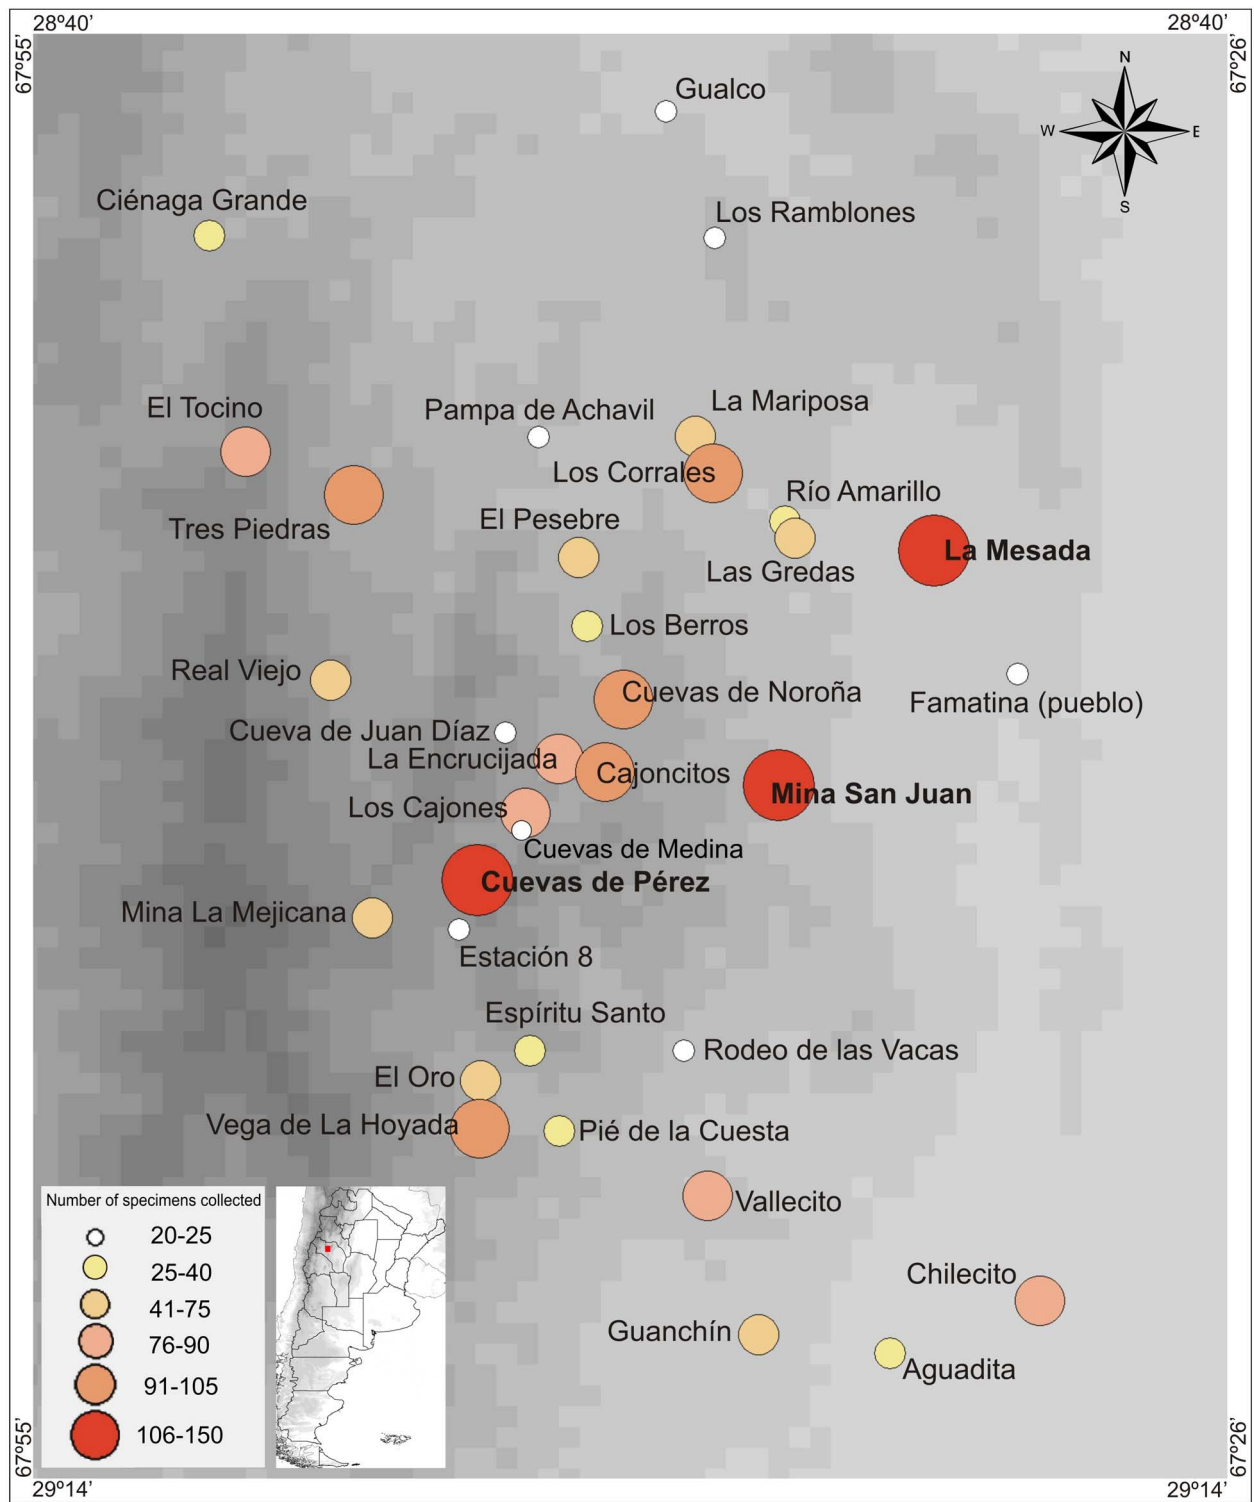 28º40’
28º40’
67º55’
67º26’
Gualco
N
W
E
S
Ciénaga Grande
Los Ramblones
El Tocino
Pampa de Achavil
La Mariposa
Los Corrales
Río Amarillo
Tres Piedras
El Pesebre
La Mesada
Las Gredas
Los Berros
Real Viejo
Cuevas de Noroña
Famatina (pueblo)
Cueva de Juan Díaz
La Encrucijada
Cajoncitos
Mina San Juan
Los Cajones
Cuevas de Medina
Cuevas de Pérez
Mina La Mejicana
Estación 8
Espíritu Santo
Rodeo de las Vacas
El Oro
Vega de La Hoyada
Pié de la Cuesta
Vallecito
Chilecito
Guanchín
Aguadita
Number of specimens collected
20-25
25-40
41-75
76-90
91-105
106-150
67º55’
67º26’
29º14’
29º14’